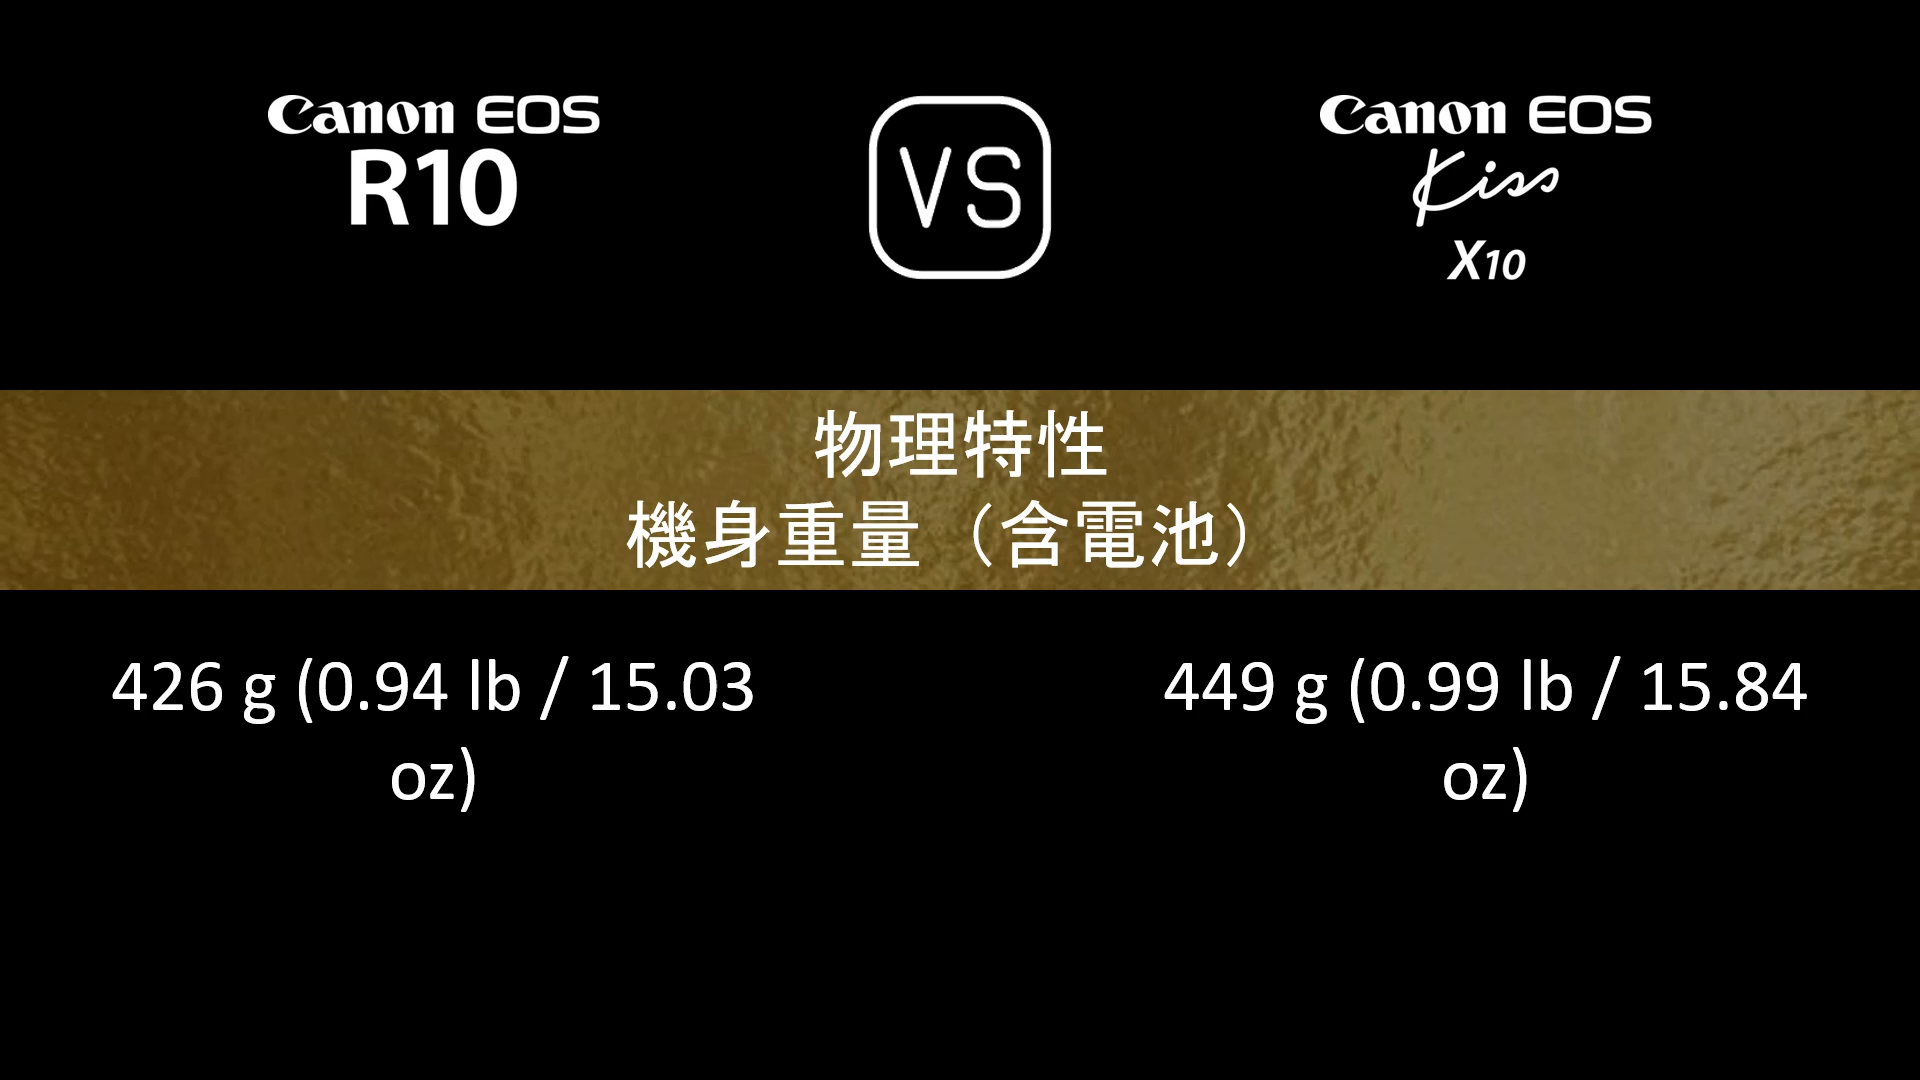 Canon EOS
R10
VS
Canon EOS
Kiss
X10
物理特性
機身重量（含電池）
426 g (0.94 lb / 15.03
oz)
449 g (0.99 lb / 15.84
oz)